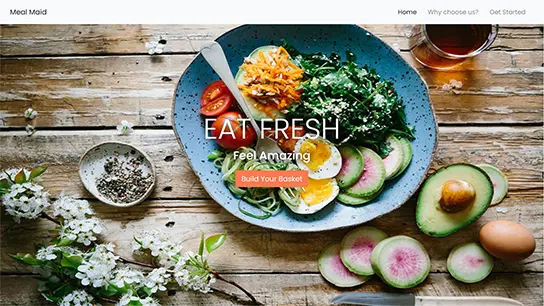 Meal Maid
Home Why choose us? Get Started
EAT FRESH
Feel Amazing
Build Your Basket